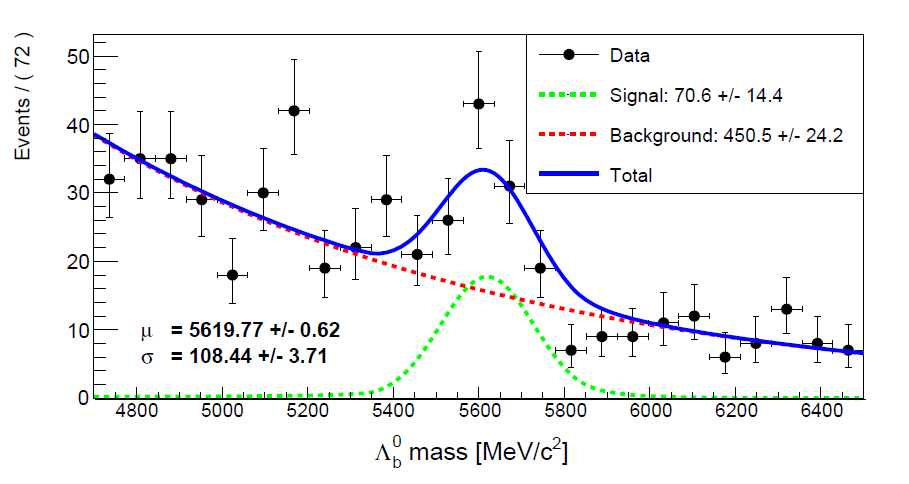 Events / ( 72 )
50
40
30
20
10
0
Data
Signal: 70.6 +/- 14.4
Background: 450.5 +/- 24.2
Total
μ = 5619.77 +/- 0.62
σ = 108.44 +/- 3.71
4800 5000 5200 5400 5600 5800 6000 6200 6400
Λ⁰b mass [MeV/c²]